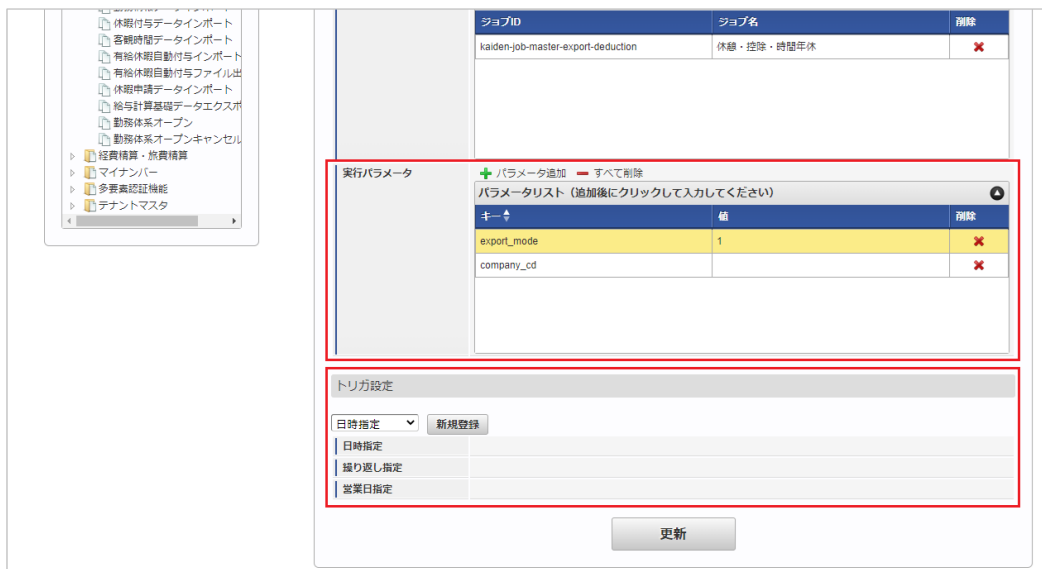 休暇付与データインポート
客観時間データインポート
有給休暇自動付与インポート
有給休暇自動付与ファイル出
休暇申請データインポート
給与計算基礎データエクスポ
勤務体系オープン
勤務体系オープンキャンセル
経費精算・旅費精算
マイナンバー
多要素認証機能
テナントマスタ
ジョブID ジョブ名 削除
kaiden-job-master-export-deduction 休憩・控除・時間年休
実行パラメータ パラメータ追加 すべて削除
パラメータリスト（追加後にクリックして入力してください）
キー 値 削除
export_mode 1
company_cd
トリガ設定
日時指定 新規登録
日時指定
繰り返し指定
営業日指定
更新